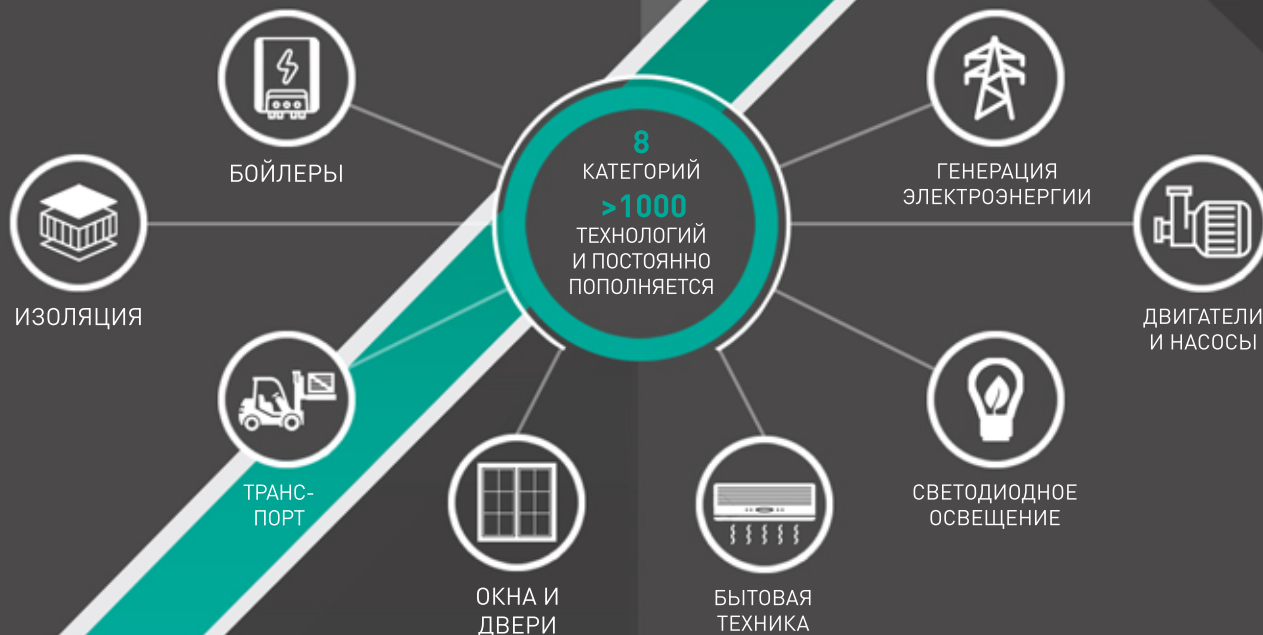 8
КАТЕГОРИЙ
>1000
ТЕХНОЛОГИЙ
И ПОСТОЯННО
ПОПОЛНЯЕТСЯ
БОЙЛЕРЫ
ИЗОЛЯЦИЯ
ТРАНС-
ПОРТ
ОКНА И
ДВЕРИ
БЫТОВАЯ
ТЕХНИКА
СВЕТОДИОДНОЕ
ОСВЕЩЕНИЕ
ДВИГАТЕЛИ
И НАСОСЫ
ГЕНЕРАЦИЯ
ЭЛЕКТРОЭНЕРГИИ